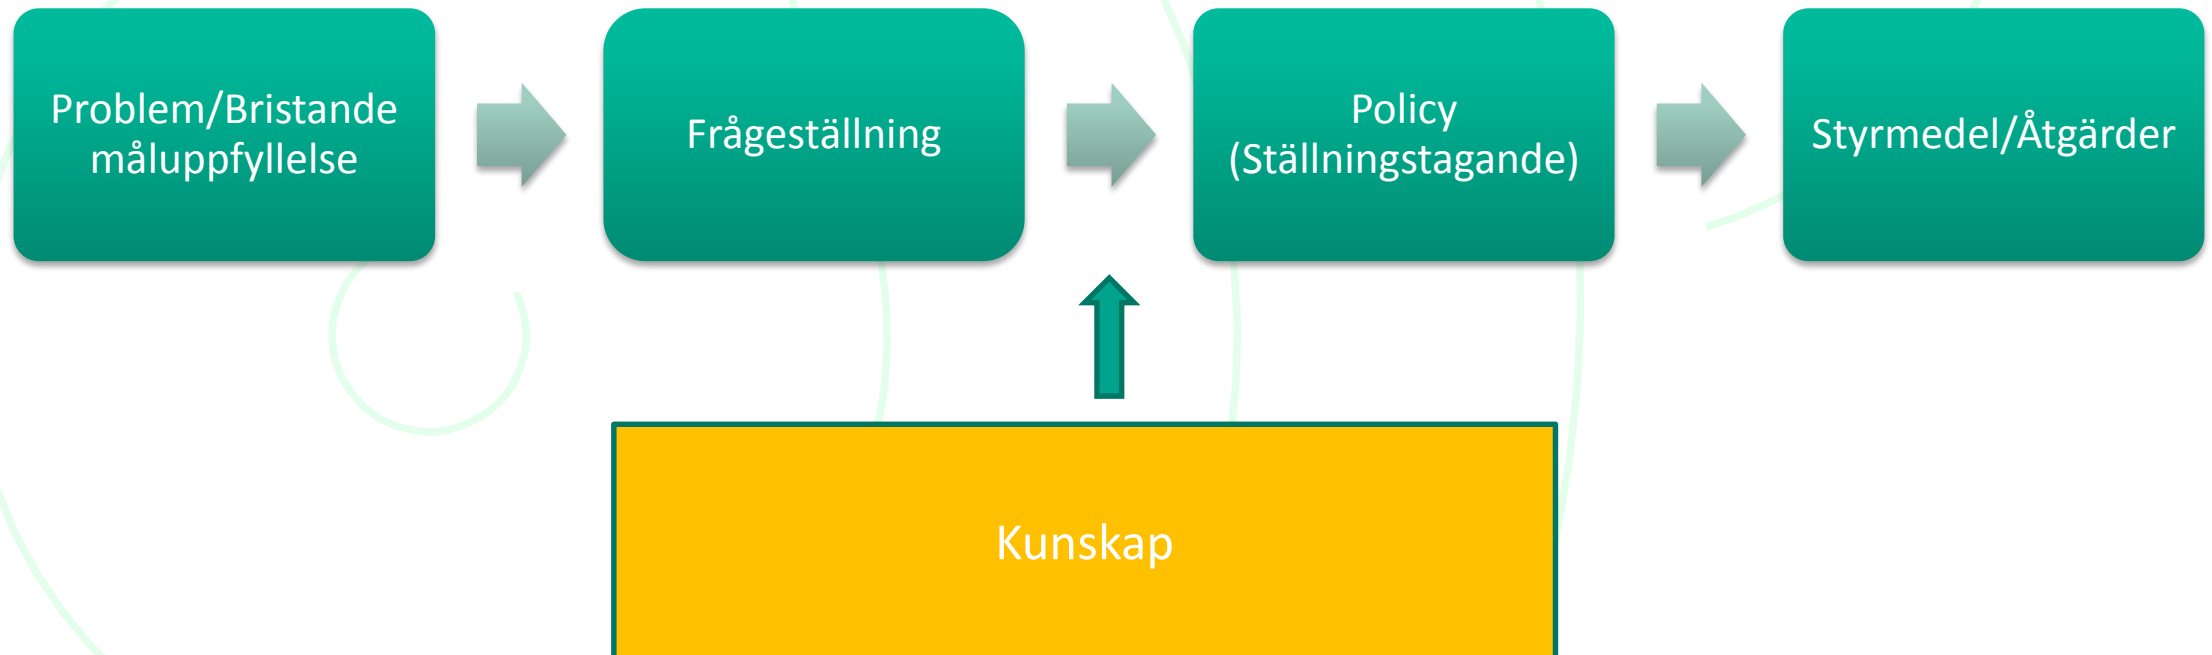 Problem/Bristande
måluppfyllelse
Frågeställning
Policy
(Ställningstagande)
Styrmedel/Åtgärder
Kunskap